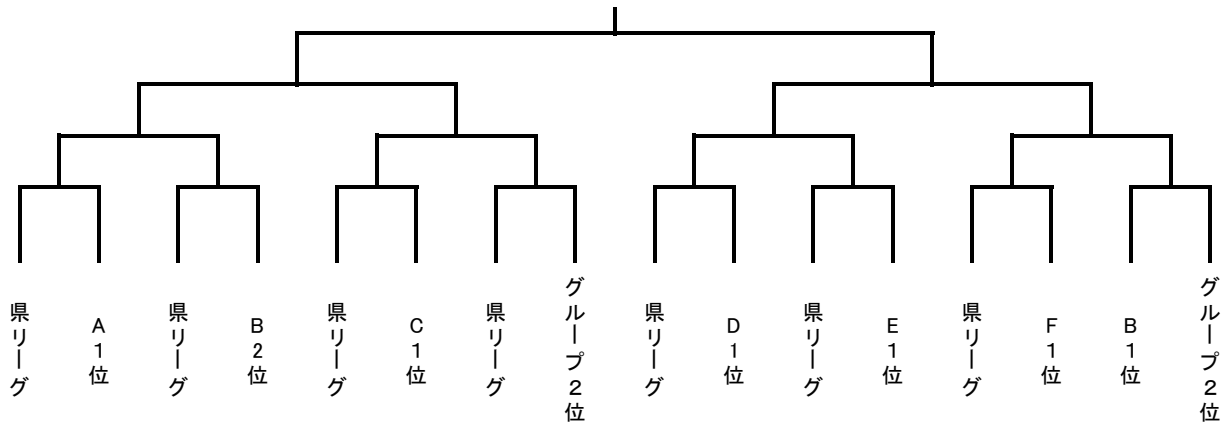 県リーグ
A1位
県リーグ
B2位
県リーグ
C1位
県リーグ
グループ2位
県リーグ
D1位
県リーグ
E1位
県リーグ
F1位
B1位
グループ2位